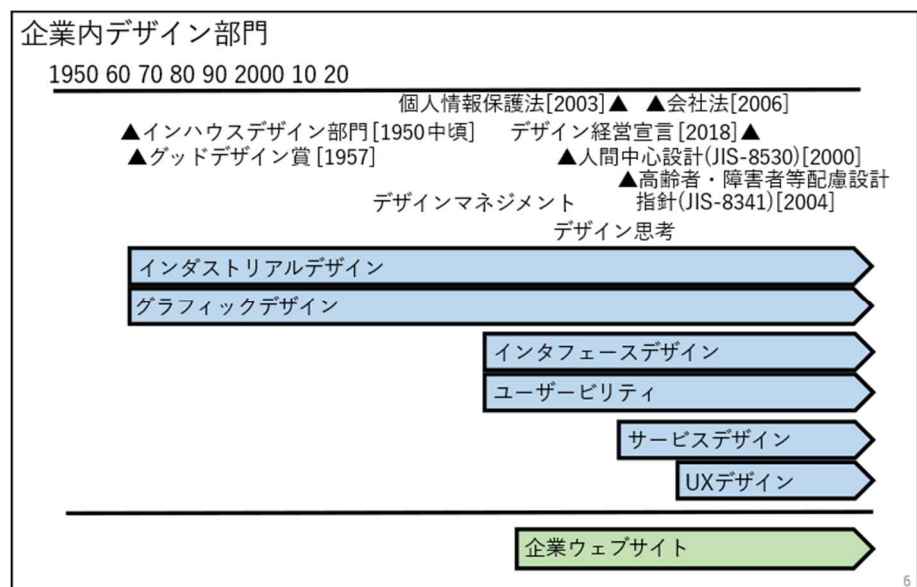 企業内デザイン部門
1950 60 70 80 90 2000 10 20
個人情報保護法[2003]▲ ▲会社法[2006]
▲インハウスデザイン部門[1950中頃] デザイン経営宣言[2018]▲
▲グッドデザイン賞 [1957] ▲人間中心設計(JIS-8530)[2000]
▲高齢者・障害者等配慮設計
デザインマネジメント 指針(JIS-8341)[2004]
デザイン思考
インダストリアルデザイン
グラフィックデザイン
インタフェースデザイン
ユーザービリティ
サービスデザイン
UXデザイン
企業ウェブサイト
6